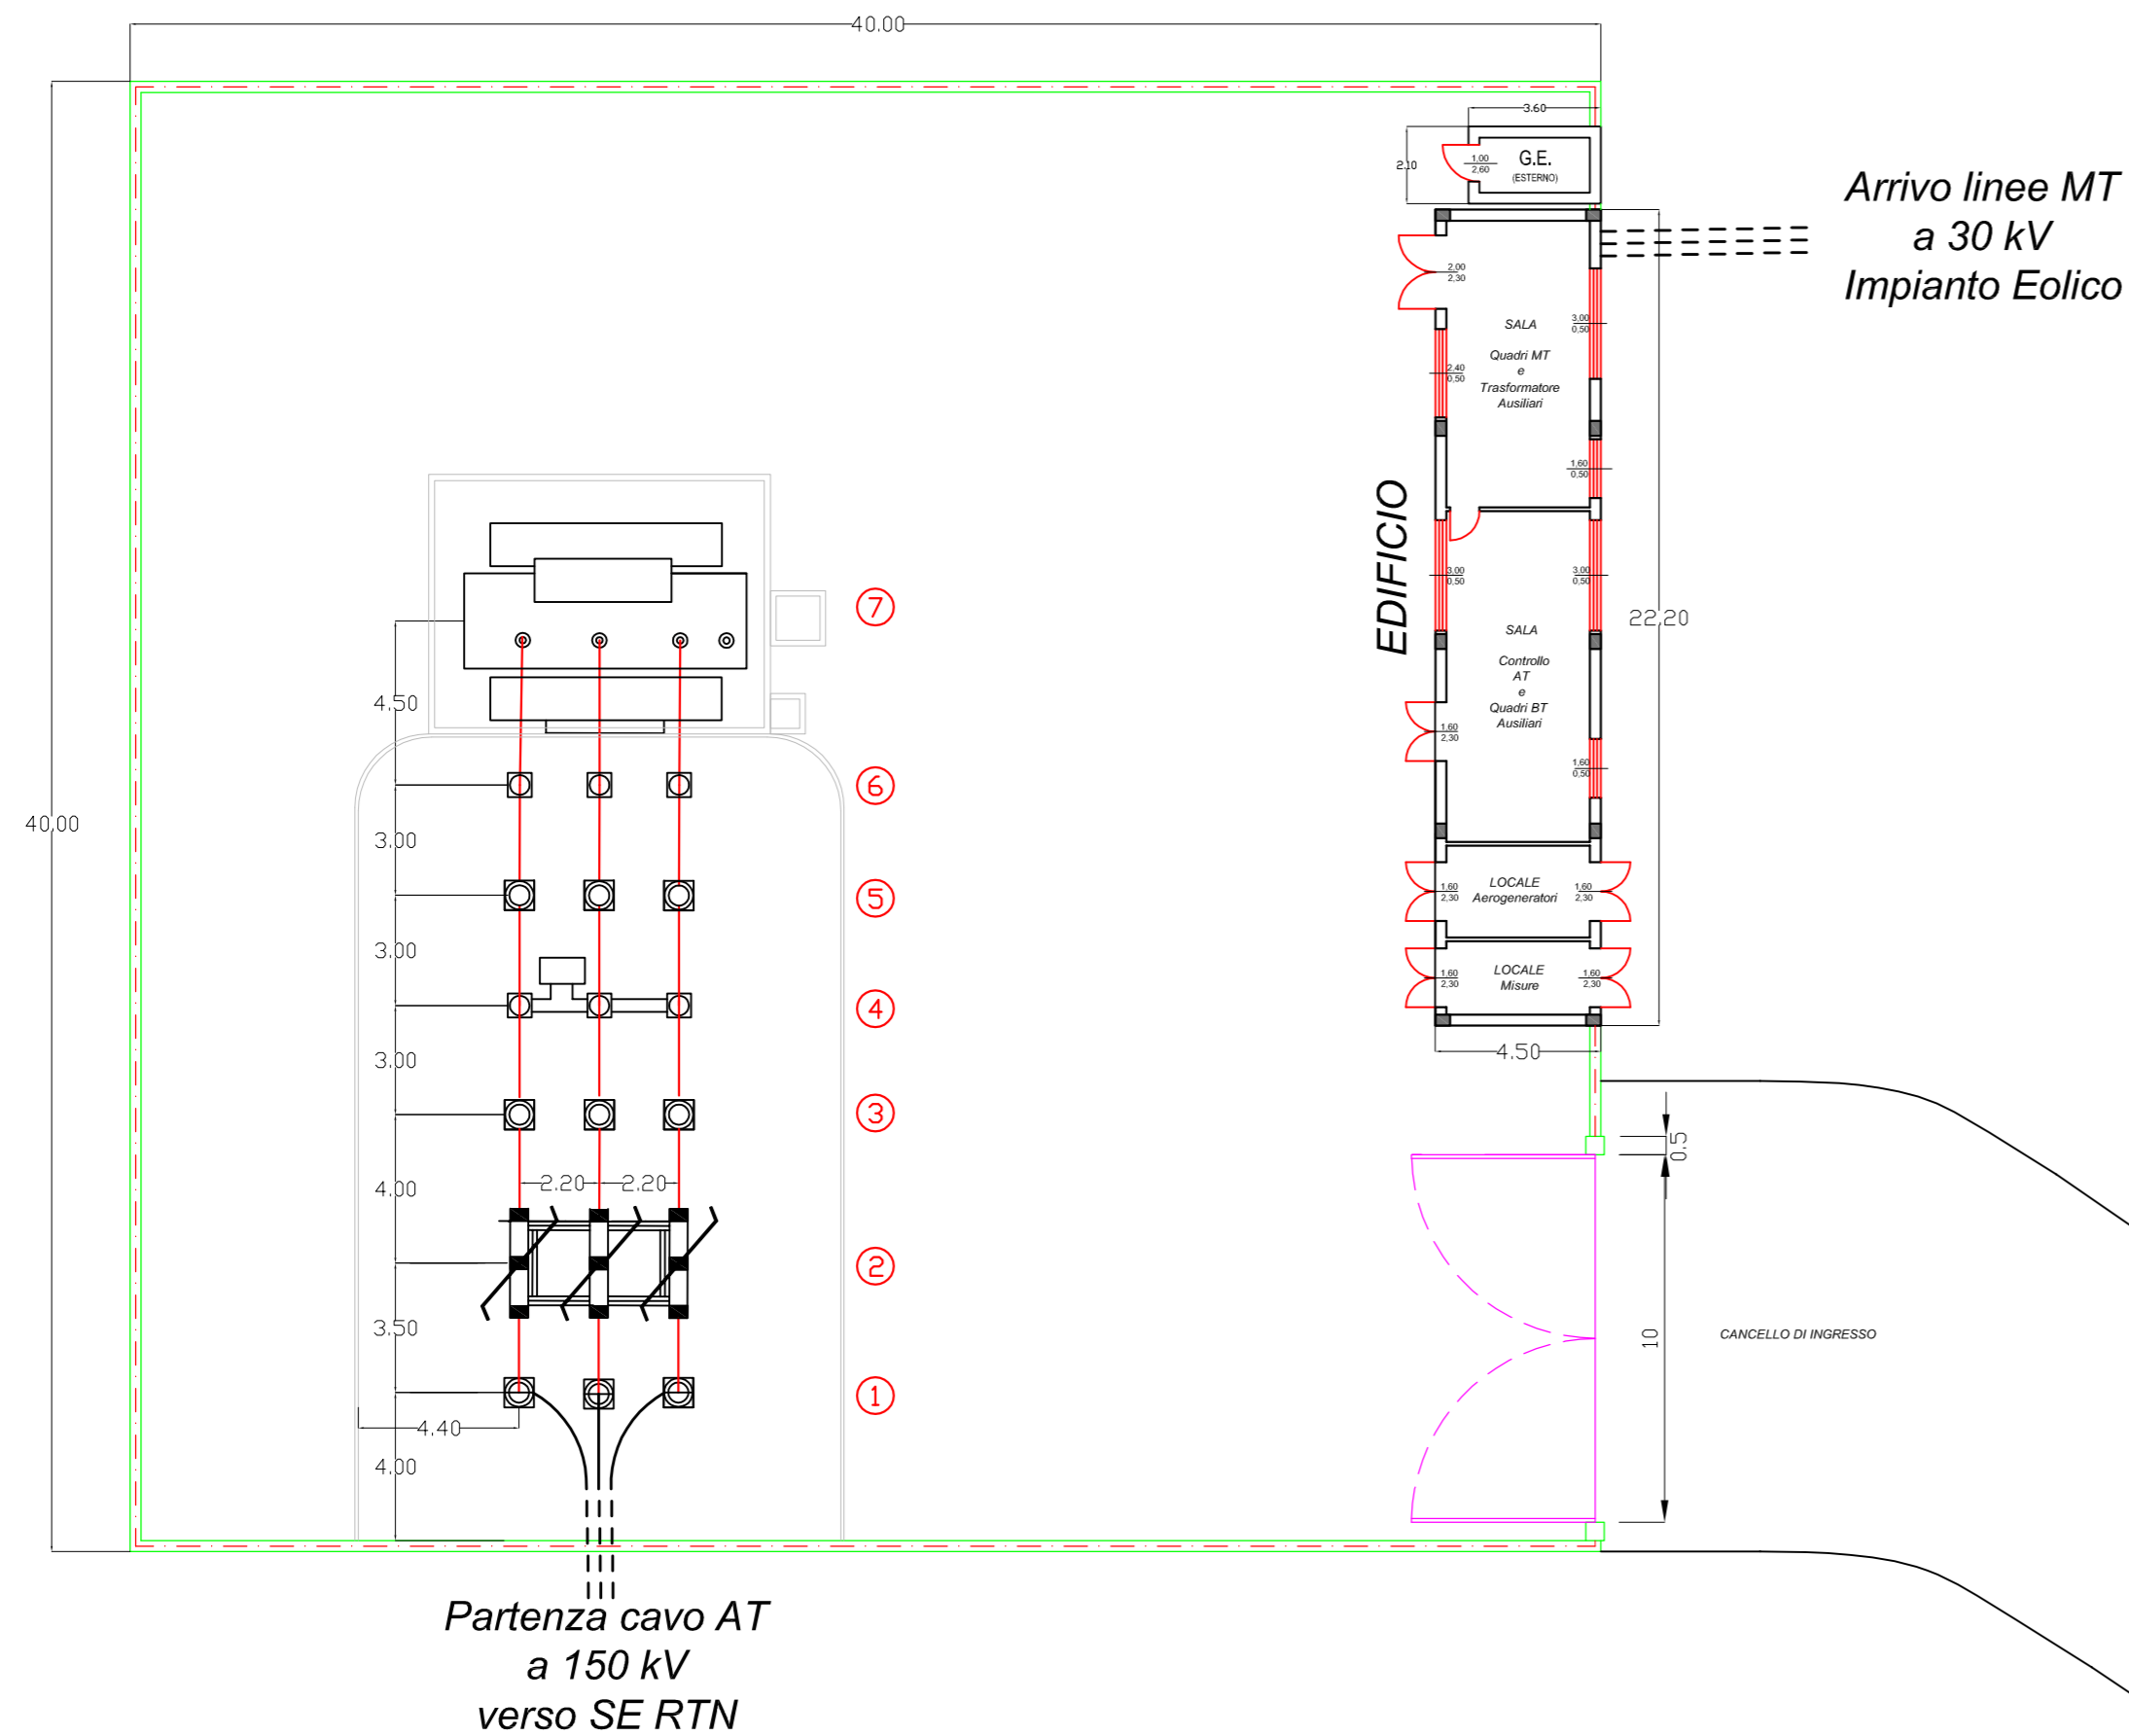 40.00
3.60
2.10
1,00
2,60
G.E.
(ESTERNO)
Arrivo linee MT
a 30 kV
Impianto Eolico
2,00
2,30
SALA
Quadri MT
e
Trasformatore
Ausiliari
3,00
0,50
2,40
0,50
1,60
0,50
EDIFICIO
3,00
0,50
3,00
0,50
22.20
SALA
Controllo
AT
e
Quadri BT
Ausiliari
1,60
2,30
1,60
0,50
LOCALE
Aerogeneratori
1,60
2,30
1,60
2,30
LOCALE
Misure
1,60
2,30
1,60
2,30
4.50
0.5
10
CANCELLO DI INGRESSO
40.00
7
4.50
6
3.00
5
3.00
4
3.00
3
4.00
2.20
2.20
2
3.50
1
4.40
4.00
Partenza cavo AT
a 150 kV
verso SE RTN